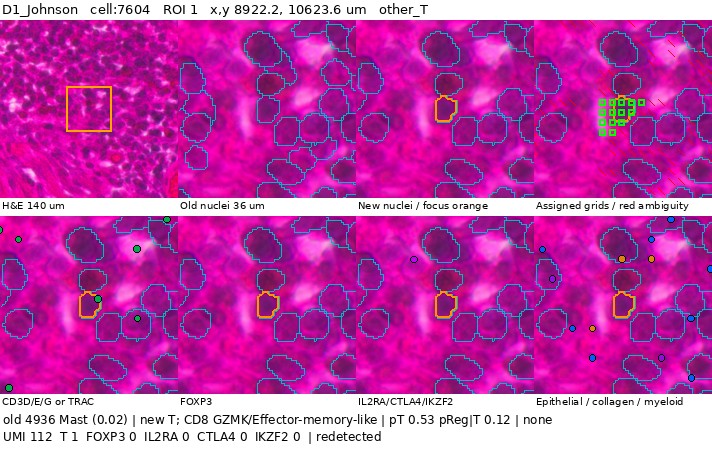 D1_Johnson cell:7604 ROI 1 x,y 8922.2, 10623.6 um other_T
H&E 140 um
Old nuclei 36 um
New nuclei / focus orange
Assigned grids / red ambiguity
CD3D/E/G or TRAC
FOXP3
IL2RA/CTLA4/IKZF2
Epithelial / collagen / myeloid
old 4936 Mast (0.02) | new T; CD8 GZMK/Effector-memory-like | pT 0.53 pReg|T 0.12 | none
UMI 112 T 1 FOXP3 0 IL2RA 0 CTLA4 0 IKZF2 0 | redetected